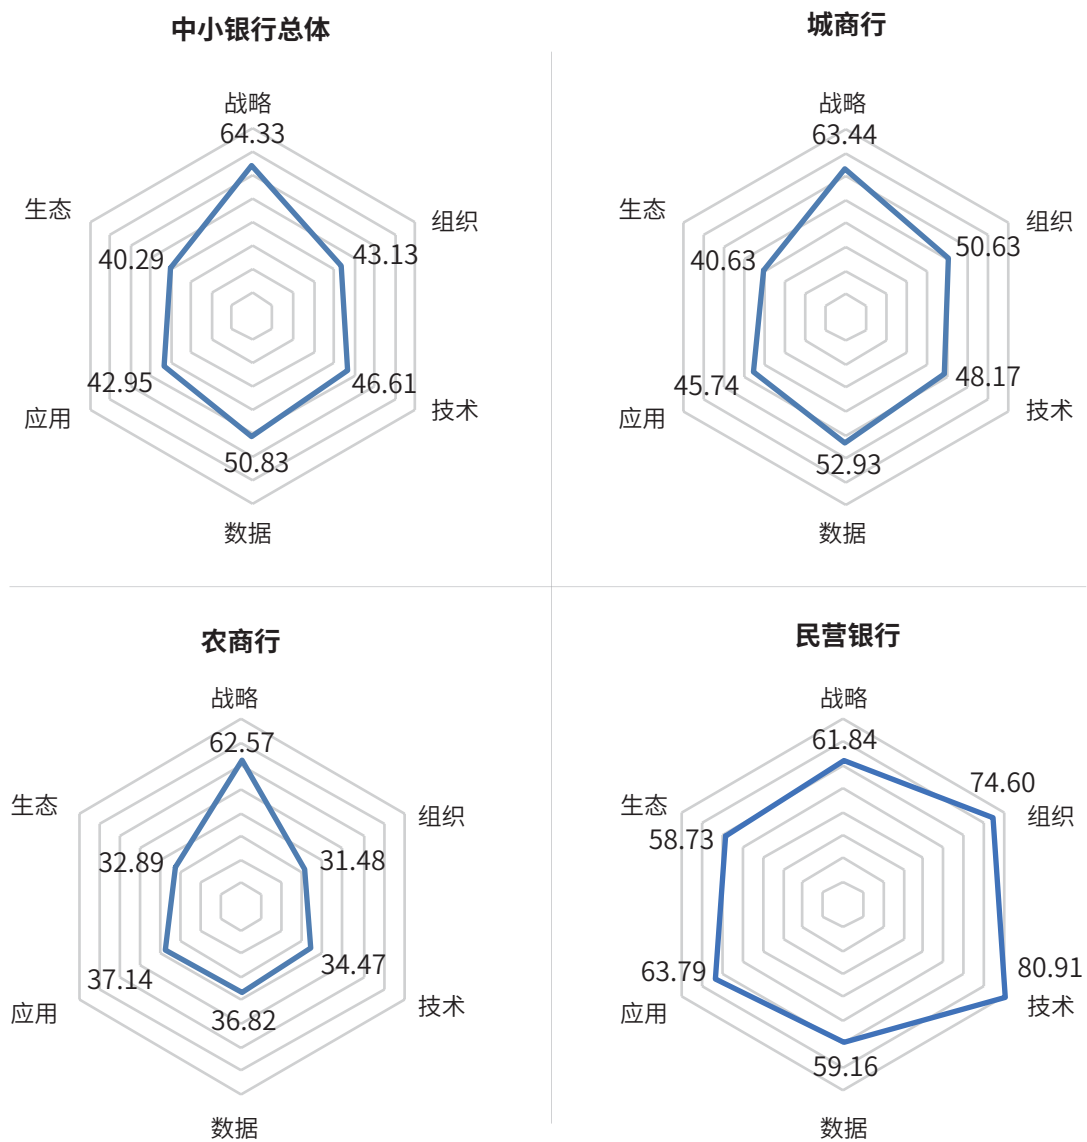 中小银行总体
战略
64.33
生态
组织
40.29
43.13
42.95
46.61
应用
技术
50.83
数据
城商行
战略
63.44
生态
组织
40.63
50.63
45.74
48.17
应用
技术
52.93
数据
农商行
战略
62.57
生态
组织
32.89
31.48
37.14
34.47
应用
技术
36.82
数据
民营银行
战略
61.84
74.60
生态
组织
58.73
63.79
80.91
应用
技术
59.16
数据